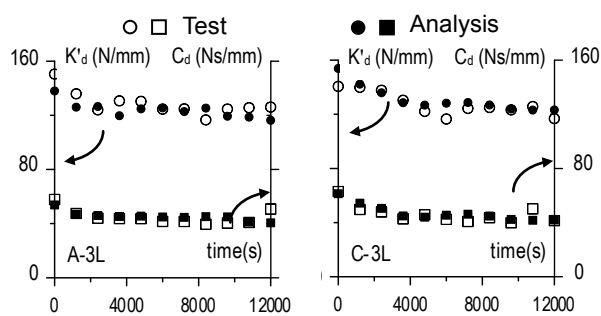 Test Analysis
160 K'd (N/mm) Cd (Ns/mm) K'd (N/mm) Cd (Ns/mm) 160
80 80
0 A-3L time(s) C-3L time(s) 0
0 4000 8000 12000 0 4000 8000 12000